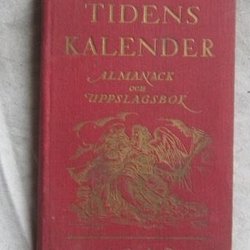 TIDENS
KALENDER
ALMANACK
OCH
UPPSLAGSBOK